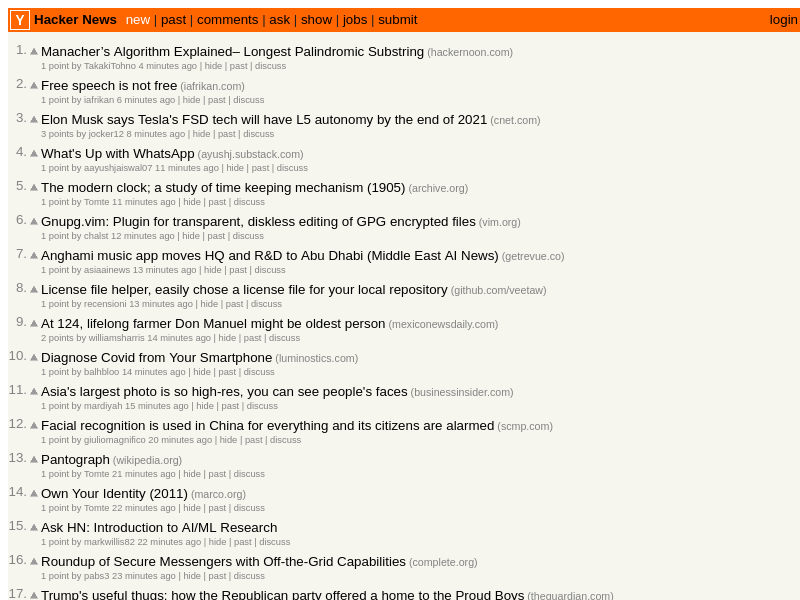 Y Hacker News new | past | comments | ask | show | jobs | submit login
1. Manacher’s Algorithm Explained– Longest Palindromic Substring (hackernoon.com)
1 point by TakakiTohno 4 minutes ago | hide | past | discuss
2. Free speech is not free (iafrikan.com)
1 point by iafrikan 6 minutes ago | hide | past | discuss
3. Elon Musk says Tesla's FSD tech will have L5 autonomy by the end of 2021 (cnet.com)
3 points by jocker12 8 minutes ago | hide | past | discuss
4. What's Up with WhatsApp (ayushj.substack.com)
1 point by aayushjaiswal07 11 minutes ago | hide | past | discuss
5. The modern clock; a study of time keeping mechanism (1905) (archive.org)
1 point by Tomte 11 minutes ago | hide | past | discuss
6. Gnupg.vim: Plugin for transparent, diskless editing of GPG encrypted files (vim.org)
1 point by chalst 12 minutes ago | hide | past | discuss
7. Anghami music app moves HQ and R&D to Abu Dhabi (Middle East AI News) (getrevue.co)
1 point by asiaainews 13 minutes ago | hide | past | discuss
8. License file helper, easily chose a license file for your local repository (github.com/veetaw)
1 point by recensioni 13 minutes ago | hide | past | discuss
9. At 124, lifelong farmer Don Manuel might be oldest person (mexiconewsdaily.com)
2 points by williamsharris 14 minutes ago | hide | past | discuss
10. Diagnose Covid from Your Smartphone (luminostics.com)
1 point by balhbloo 14 minutes ago | hide | past | discuss
11. Asia's largest photo is so high-res, you can see people's faces (businessinsider.com)
1 point by mardiyah 15 minutes ago | hide | past | discuss
12. Facial recognition is used in China for everything and its citizens are alarmed (scmp.com)
1 point by giuliomagnifico 20 minutes ago | hide | past | discuss
13. Pantograph (wikipedia.org)
1 point by Tomte 21 minutes ago | hide | past | discuss
14. Own Your Identity (2011) (marco.org)
1 point by Tomte 22 minutes ago | hide | past | discuss
15. Ask HN: Introduction to AI/ML Research
1 point by markwillis82 22 minutes ago | hide | past | discuss
16. Roundup of Secure Messengers with Off-the-Grid Capabilities (complete.org)
1 point by pabs3 23 minutes ago | hide | past | discuss
17. Trump's useful thugs: how the Republican party offered a home to the Proud Boys (theguardian.com)